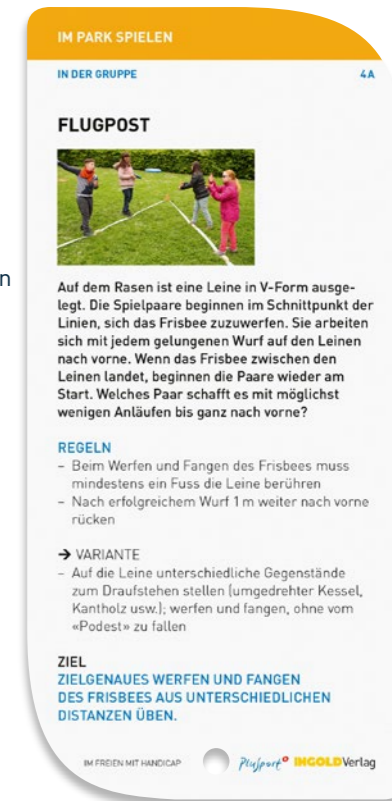 IM PARK SPIELEN
IN DER GRUPPE 4A
FLUGPOST
n
Auf dem Rasen ist eine Leine in V-Form ausge-
legt. Die Spielpaare beginnen im Schnittpunkt der
Linien, sich das Frisbee zuzuwerfen. Sie arbeiten
sich mit jedem gelungenen Wurf auf den Leinen
nach vorne. Wenn das Frisbee zwischen den
Leinen landet, beginnen die Paare wieder am
Start. Welches Paar schafft es mit möglichst
wenigen Anläufen bis ganz nach vorne?
REGELN
– Beim Werfen und Fangen des Frisbees muss
mindestens ein Fuss die Leine berühren
– Nach erfolgreichem Wurf 1 m weiter nach vorne
rücken
→ VARIANTE
– Auf die Leine unterschiedliche Gegenstände
zum Draufstehen stellen (umgedrehter Kessel,
Kantholz usw.); werfen und fangen, ohne vom
«Podest» zu fallen
ZIEL
ZIELGENAUES WERFEN UND FANGEN
DES FRISBEES AUS UNTERSCHIEDLICHEN
DISTANZEN ÜBEN.
IM FREIEN MIT HANDICAP PluSport INGOLDVerlag